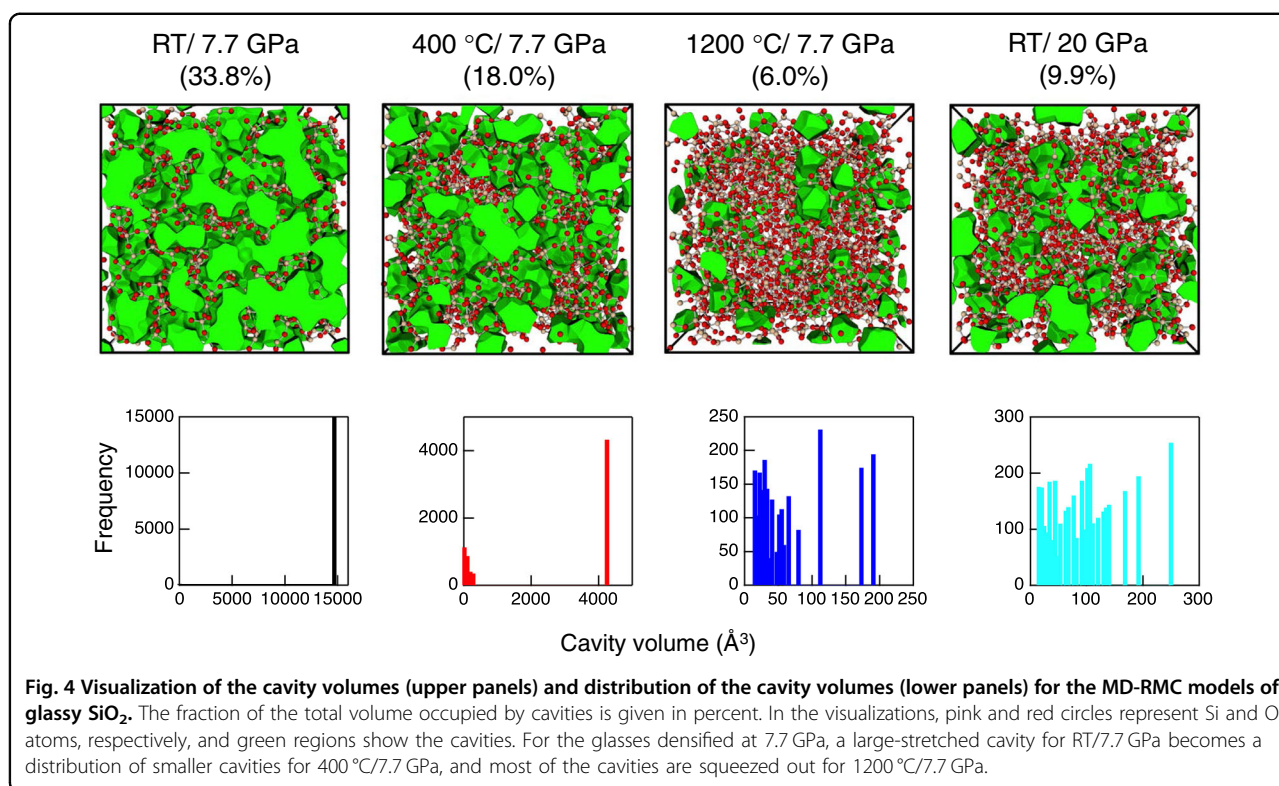 RT/ 7.7 GPa
(33.8%)
400 °C/ 7.7 GPa
(18.0%)
1200 °C/ 7.7 GPa
(6.0%)
RT/ 20 GPa
(9.9%)
Frequency
15000
10000
5000
0
0 5000 10000 15000
4000
2000
0
0 2000 4000
250
200
150
100
50
0
0 50 100 150 200 250
300
200
100
0
0 100 200 300
Cavity volume (Å³)
Fig. 4 Visualization of the cavity volumes (upper panels) and distribution of the cavity volumes (lower panels) for the MD-RMC models of
glassy SiO₂. The fraction of the total volume occupied by cavities is given in percent. In the visualizations, pink and red circles represent Si and O
atoms, respectively, and green regions show the cavities. For the glasses densified at 7.7 GPa, a large-stretched cavity for RT/7.7 GPa becomes a
distribution of smaller cavities for 400 °C/7.7 GPa, and most of the cavities are squeezed out for 1200 °C/7.7 GPa.